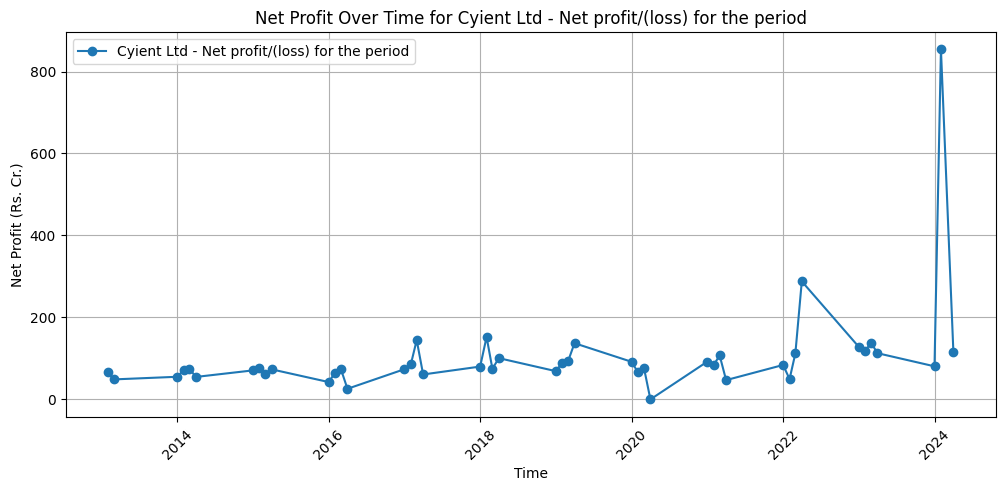 Net Profit Over Time for Cyient Ltd - Net profit/(loss) for the period
Cyient Ltd - Net profit/(loss) for the period
Net Profit (Rs. Cr.)
800
600
400
200
0
2014
2016
2018
2020
2022
2024
Time